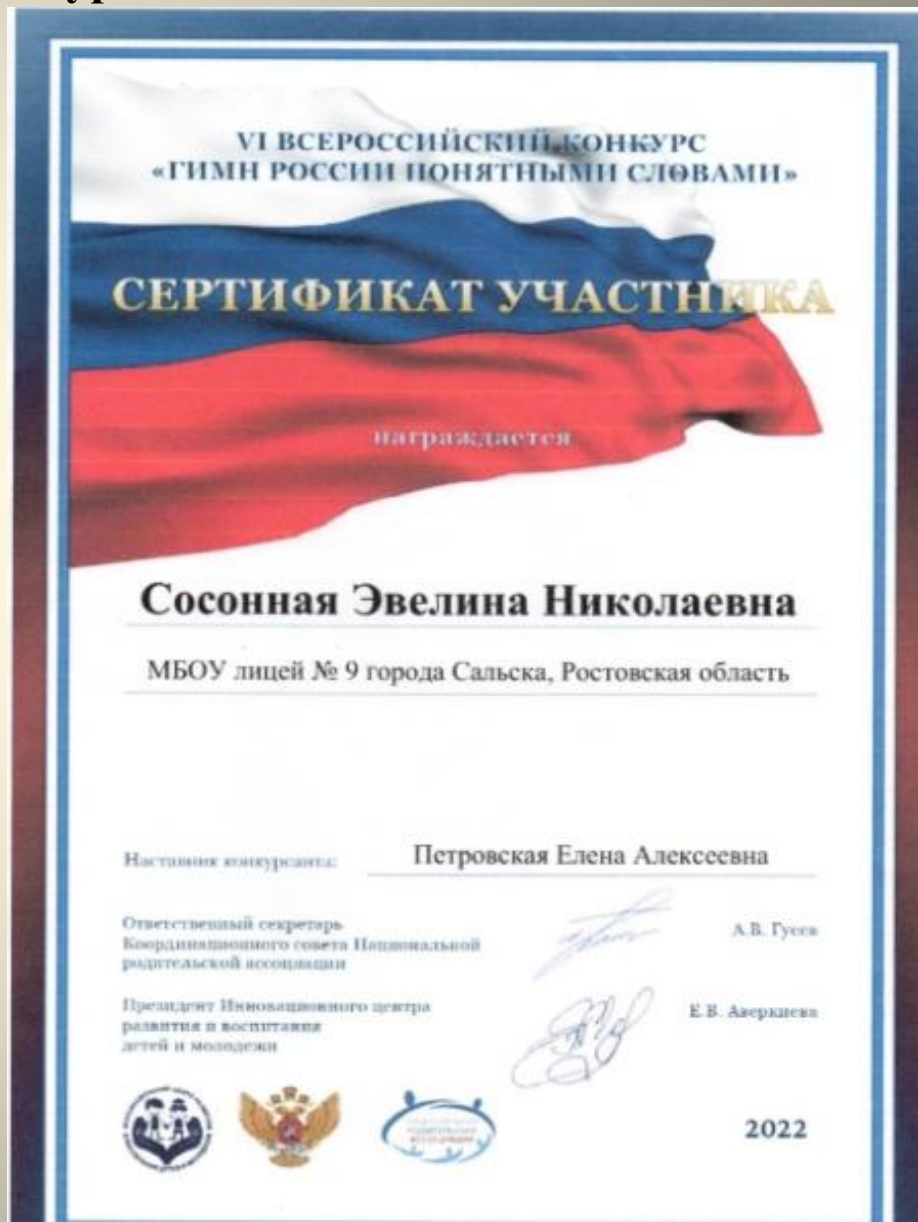 VI ВСЕРОССИЙСКИЙ КОНКУРС
«ГИМН РОССИИ ПОНЯТНЫМИ СЛОВАМИ»
СЕРТИФИКАТ УЧАСТНИКА
награждается
Сосонная Эвелина Николаевна
МБОУ лицей № 9 города Сальска, Ростовская область
Наставник конкурсанта: Петровская Елена Алексеевна
Ответственный секретарь
Координационного совета Национальной
родительской ассоциации
А.В. Гусев
Президент Инновационного центра
развития и воспитания
детей и молодежи
Е.В. Аверкиева
2022